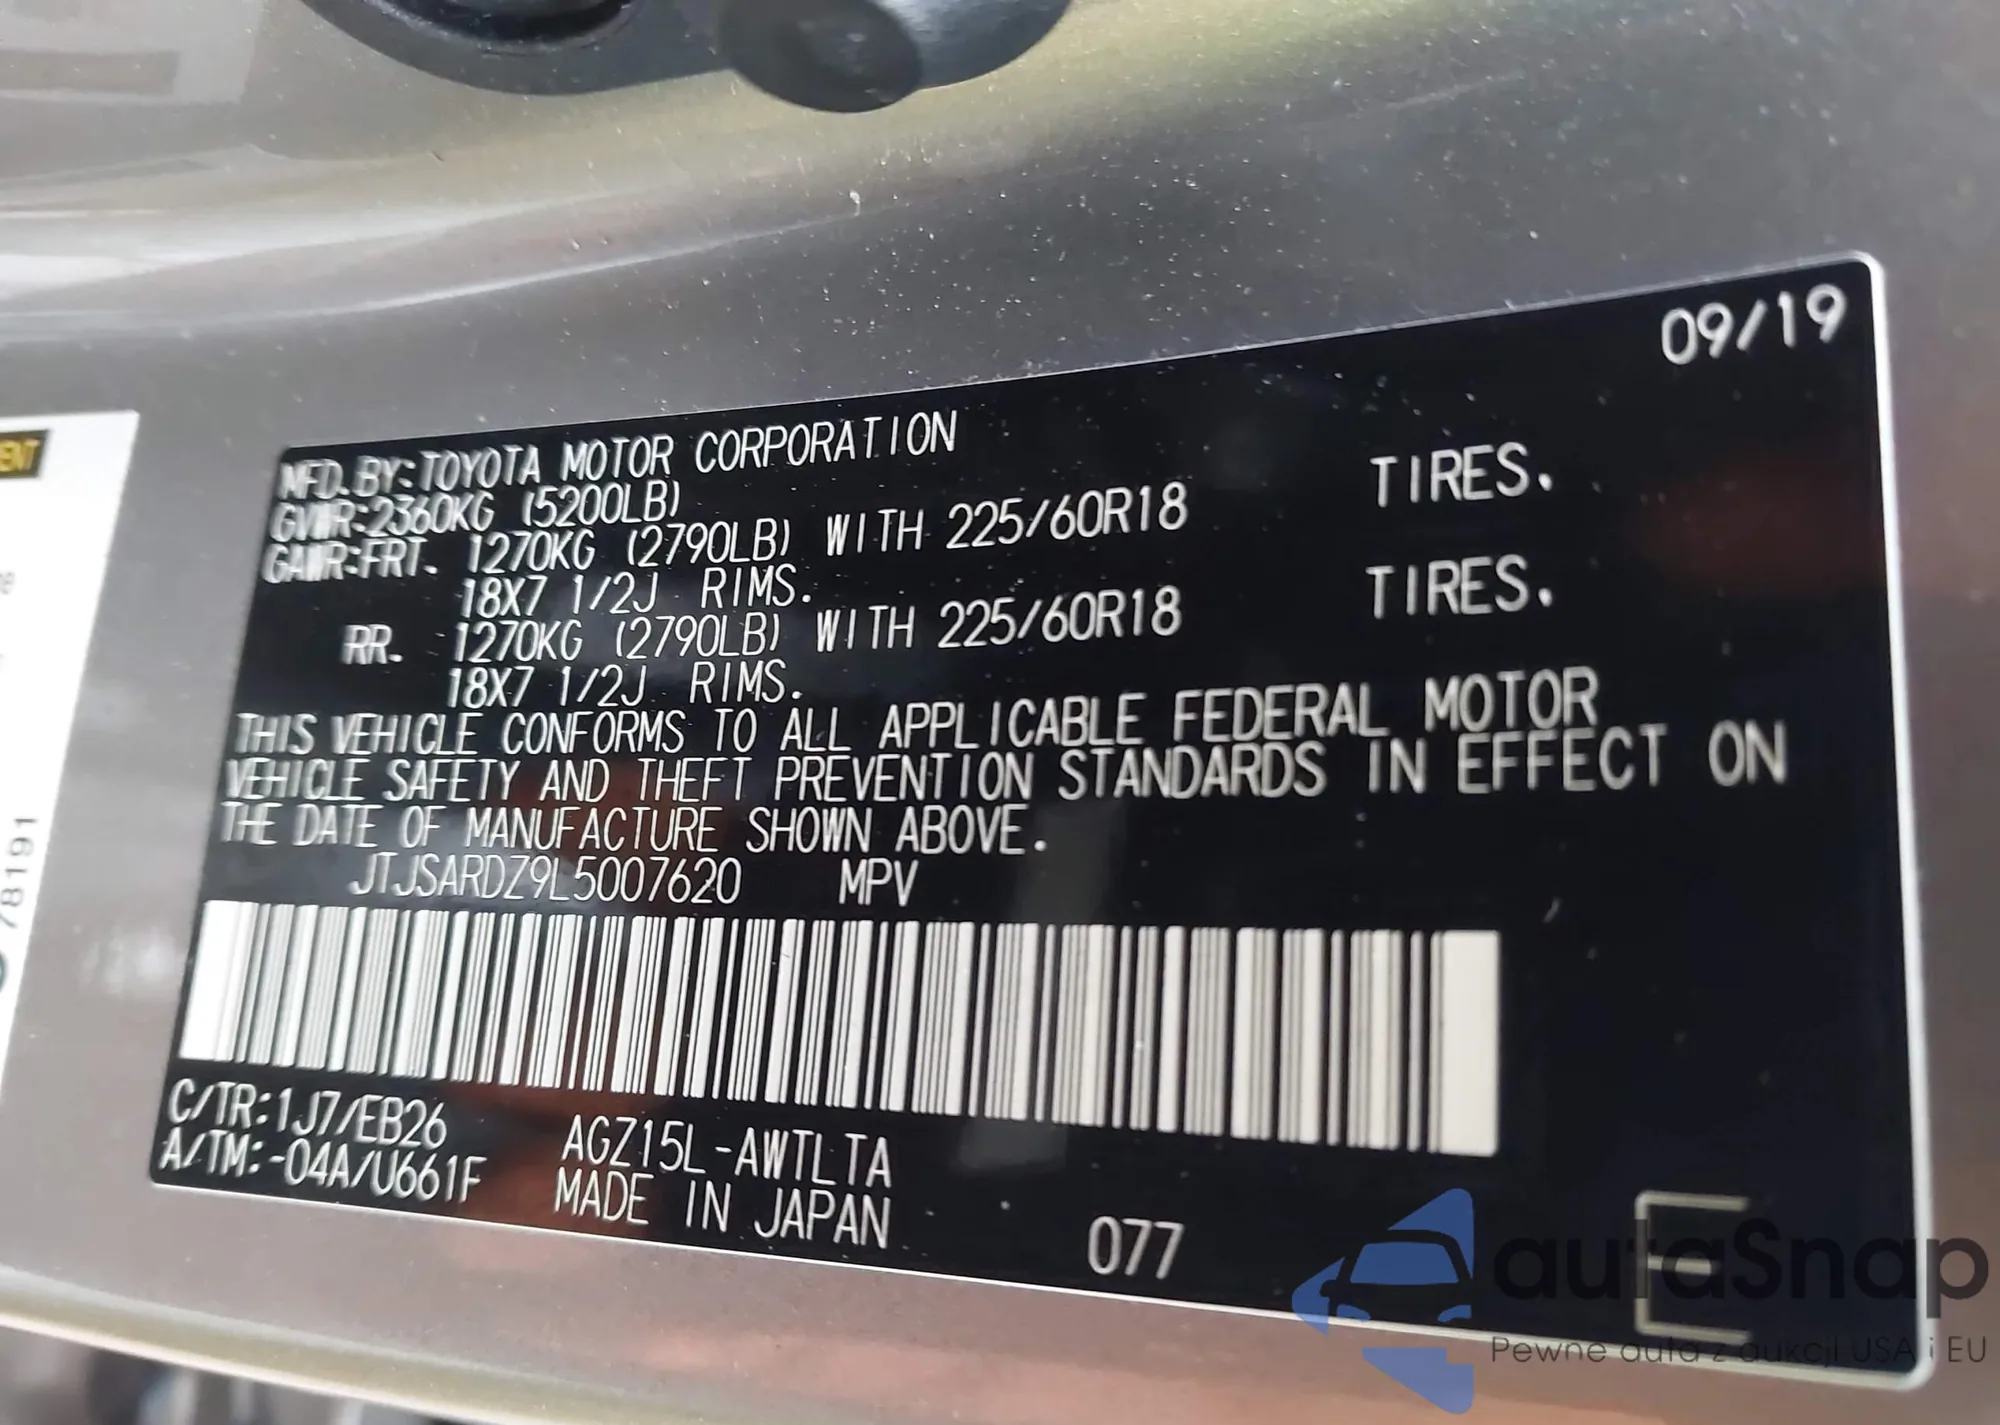 09/19
MFD.BY:TOYOTA MOTOR CORPORATION
GVWR:2360KG (5200LB)
GAWR:FRT. 1270KG (2790LB) WITH 225/60R18 TIRES.
18X7 1/2J RIMS.
RR. 1270KG (2790LB) WITH 225/60R18 TIRES.
18X7 1/2J RIMS.
THIS VEHICLE CONFORMS TO ALL APPLICABLE FEDERAL MOTOR
VEHICLE SAFETY AND THEFT PREVENTION STANDARDS IN EFFECT ON
THE DATE OF MANUFACTURE SHOWN ABOVE.
JTJSARDZ9L5007620 MPV
C/TR:1J7/EB26 AGZ15L-AWTLTA
A/TM:-04A/U661F MADE IN JAPAN
077
E
78191
autaSnap
Pewne auta z aukcji USA i EU